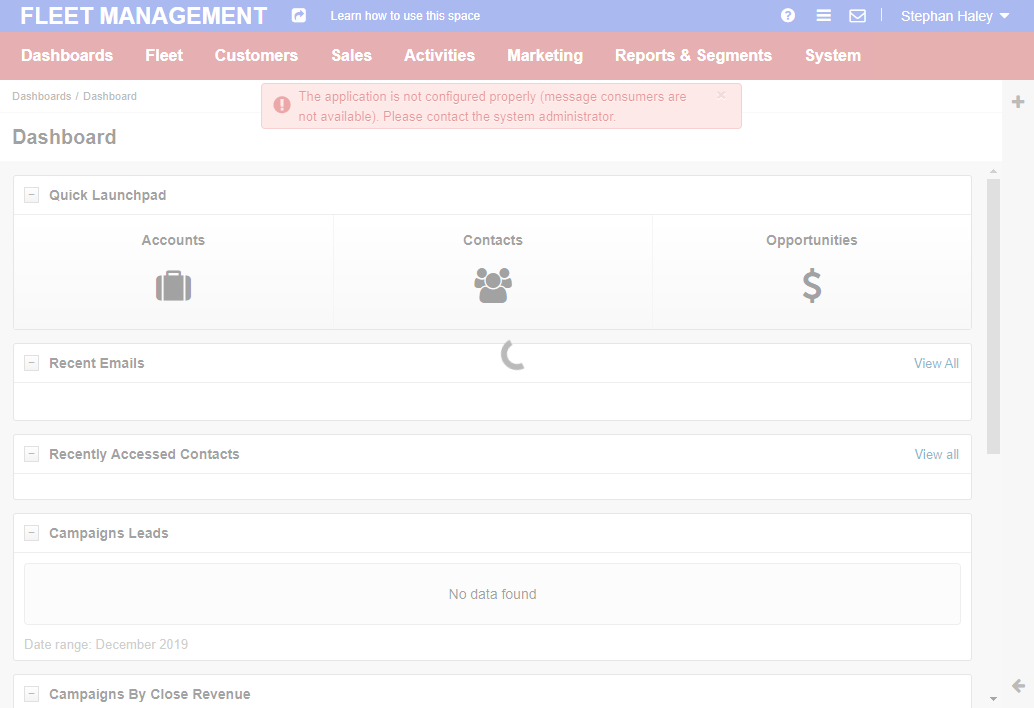 FLEET MANAGEMENT
Learn how to use this space
Stephan Haley
Dashboards
Fleet
Customers
Sales
Activities
Marketing
Reports & Segments
System
Dashboards / Dashboard
The application is not configured properly (message consumers are
not available). Please contact the system administrator.
×
Dashboard
Quick Launchpad
Accounts
Contacts
Opportunities
Recent Emails
View All
Recently Accessed Contacts
View all
Campaigns Leads
No data found
Date range: December 2019
Campaigns By Close Revenue